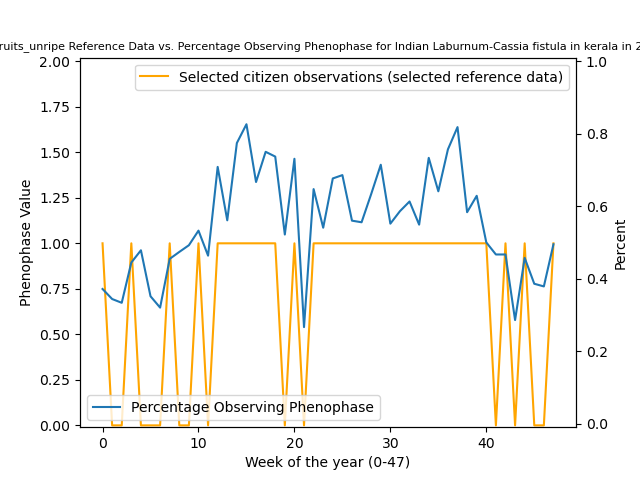 ruits_unripe Reference Data vs. Percentage Observing Phenophase for Indian Laburnum-Cassia fistula in kerala in 2
Selected citizen observations (selected reference data)
Percentage Observing Phenophase
Phenophase Value
2.00
1.75
1.50
1.25
1.00
0.75
0.50
0.25
0.00
0 10 20 30 40
Week of the year (0-47)
1.0
0.8
0.6
0.4
0.2
0.0
Percent